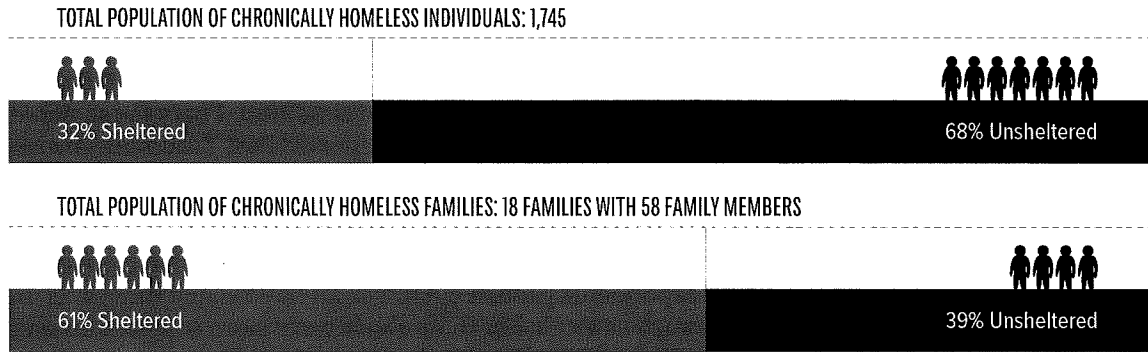 TOTAL POPULATION OF CHRONICALLY HOMELESS INDIVIDUALS: 1,745
32% Sheltered
68% Unsheltered
TOTAL POPULATION OF CHRONICALLY HOMELESS FAMILIES: 18 FAMILIES WITH 58 FAMILY MEMBERS
61% Sheltered
39% Unsheltered